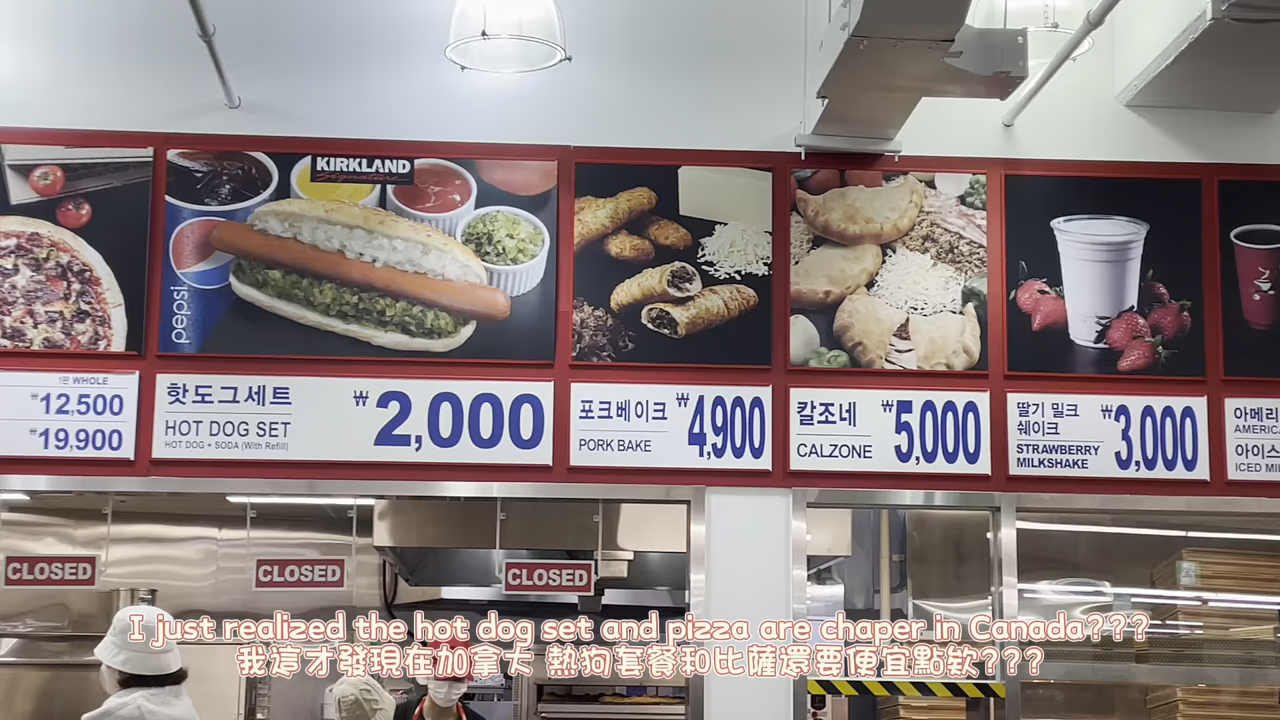 KIRKLAND
Signature
pepsi
1판 WHOLE
₩12,500
₩19,900
핫도그세트
HOT DOG SET
HOT DOG + SODA (With Refill)
₩2,000
포크베이크
PORK BAKE
₩4,900
칼조네
CALZONE
₩5,000
딸기 밀크
쉐이크
STRAWBERRY
MILKSHAKE
₩3,000
아메리
AMERICA
아이스
ICED MI
CLOSED
CLOSED
CLOSED
I just realized the hot dog set and pizza are chaper in Canada???
我這才發現在加拿大 熱狗套餐和比薩還要便宜點欸???